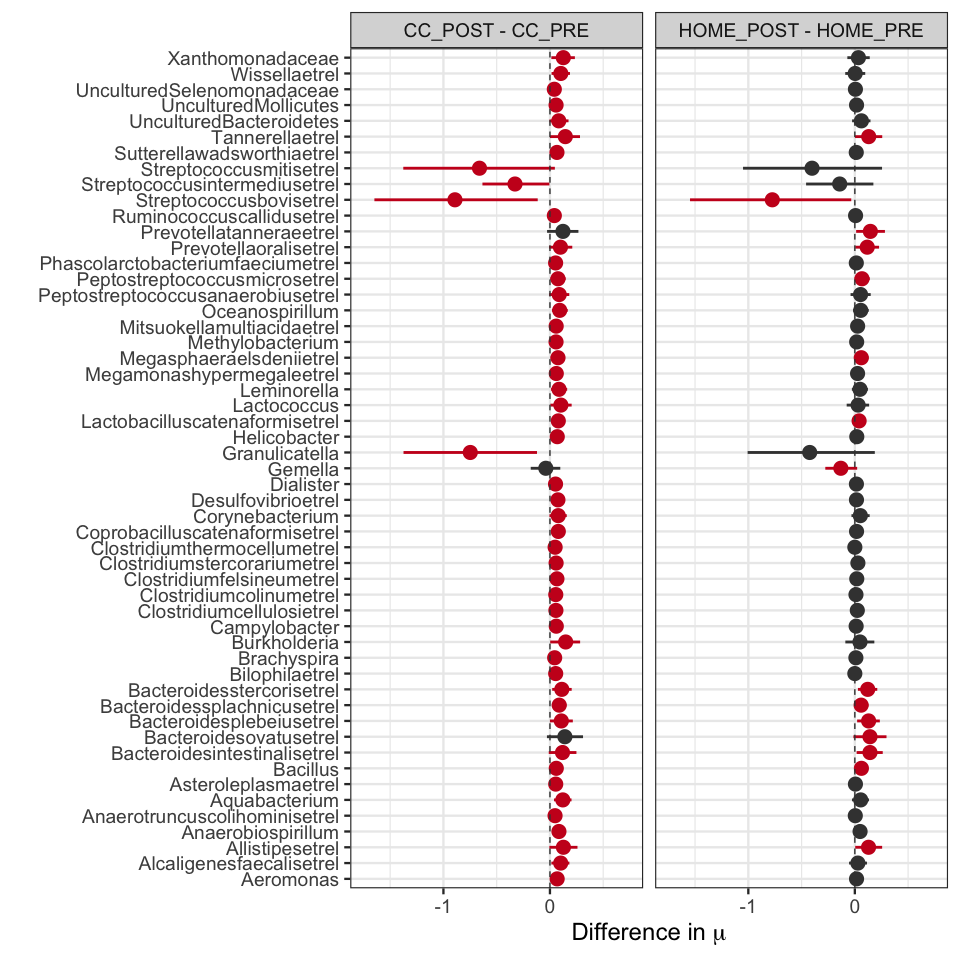 CC_POST - CC_PRE
HOME_POST - HOME_PRE
Xanthomonadaceae
Wissellaetrel
UnculturedSelenomonadaceae
UnculturedMollicutes
UnculturedBacteroidetes
Tannerellaetrel
Sutterellawadsworthiaetrel
Streptococcusmitisetrel
Streptococcusintermediusetrel
Streptococcusbovisetrel
Ruminococcuscallidusetrel
Prevotellatanneraeetrel
Prevotellaoralisetrel
Phascolarctobacteriumfaeciumetrel
Peptostreptococcusmicrosetrel
Peptostreptococcusanaerobiusetrel
Oceanospirillum
Mitsuokellamultiacidaetrel
Methylobacterium
Megasphaeraelsdeniietrel
Megamonashypermegaleetrel
Leminorella
Lactococcus
Lactobacilluscatenaformisetrel
Helicobacter
Granulicatella
Gemella
Dialister
Desulfovibrioetrel
Corynebacterium
Coprobacilluscatenaformisetrel
Clostridiumthermocellumetrel
Clostridiumstercorariumetrel
Clostridiumfelsineumetrel
Clostridiumcolinumetrel
Clostridiumcellulosietrel
Campylobacter
Burkholderia
Brachyspira
Bilophilaetrel
Bacteroidesstercorisetrel
Bacteroidessplachnicusetrel
Bacteroidesplebeiusetrel
Bacteroidesovatusetrel
Bacteroidesintestinalisetrel
Bacillus
Asteroleplasmaetrel
Aquabacterium
Anaerotruncuscolihominisetrel
Anaerobiospirillum
Allistipesetrel
Alcaligenesfaecalisetrel
Aeromonas
-1 0 -1 0
Difference in μ